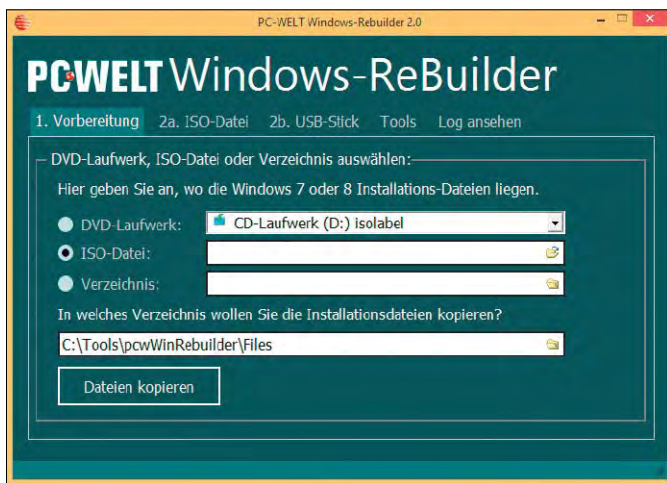 PC-WELT Windows-Rebuilder 2.0
PCWELT Windows-ReBuilder
1. Vorbereitung 2a. ISO-Datei 2b. USB-Stick Tools Log ansehen
DVD-Laufwerk, ISO-Datei oder Verzeichnis auswählen:
Hier geben Sie an, wo die Windows 7 oder 8 Installations-Dateien liegen.
DVD-Laufwerk: CD-Laufwerk (D:) isolabel
ISO-Datei:
Verzeichnis:
In welches Verzeichnis wollen Sie die Installationsdateien kopieren?
C:\Tools\pcwWinRebuilder\Files
Dateien kopieren